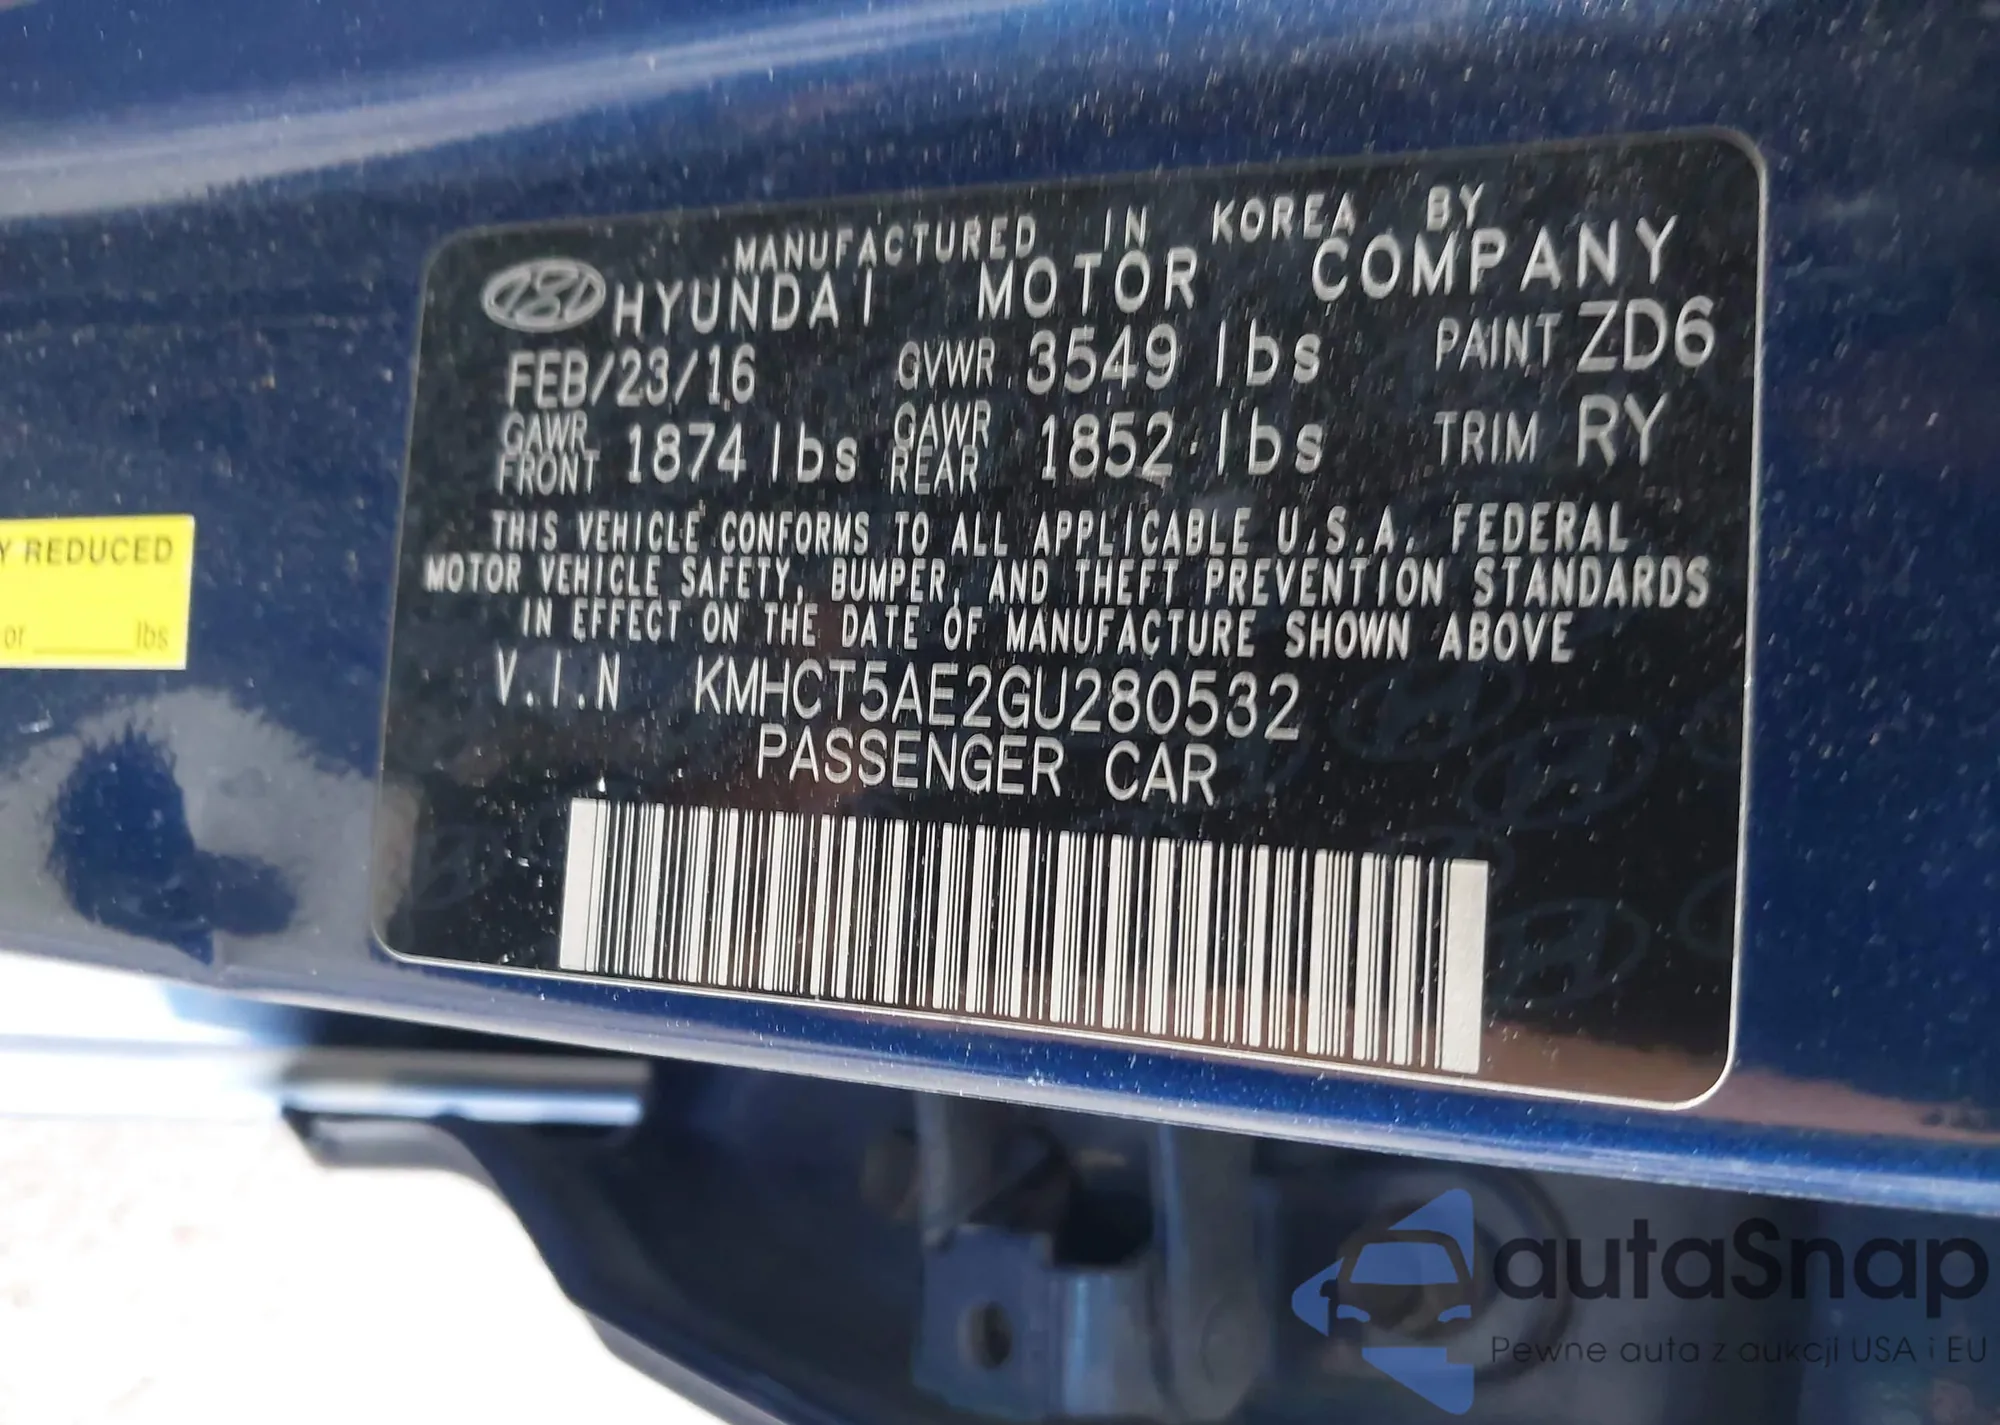 MANUFACTURED IN KOREA BY
HYUNDAI MOTOR COMPANY
FEB/23/16 GVWR 3549 lbs PAINT ZD6
GAWR FRONT 1874 lbs GAWR REAR 1852 lbs TRIM RY
THIS VEHICLE CONFORMS TO ALL APPLICABLE U.S.A. FEDERAL
MOTOR VEHICLE SAFETY, BUMPER, AND THEFT PREVENTION STANDARDS
IN EFFECT ON THE DATE OF MANUFACTURE SHOWN ABOVE
V.I.N KMHCT5AE2GU280532
PASSENGER CAR
Y REDUCED
or ______ lbs
autaSnap
Pewne auta z aukcji USA i EU